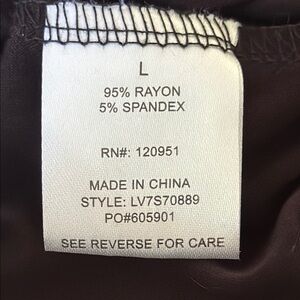 L
95% RAYON
5% SPANDEX
RN#: 120951
MADE IN CHINA
STYLE: LV7S70889
PO#605901
SEE REVERSE FOR CARE